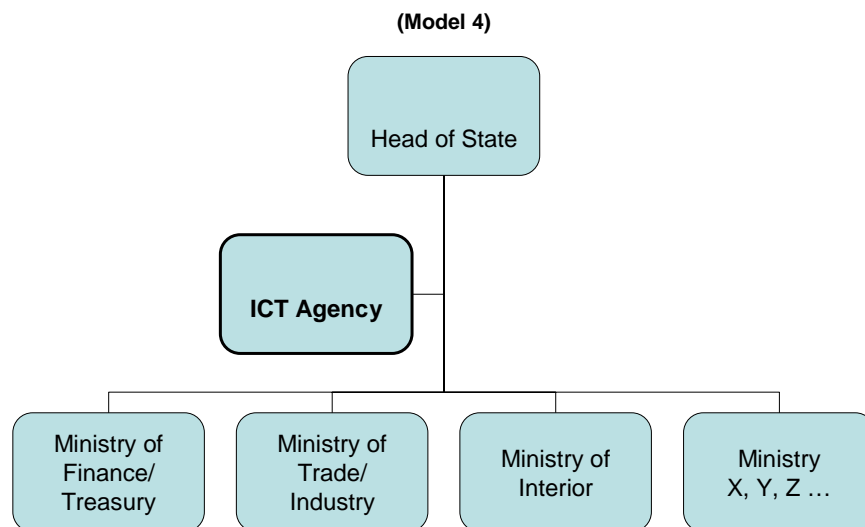 (Model 4)
Head of State
ICT Agency
Ministry of
Finance/
Treasury
Ministry of
Trade/
Industry
Ministry of
Interior
Ministry
X, Y, Z …